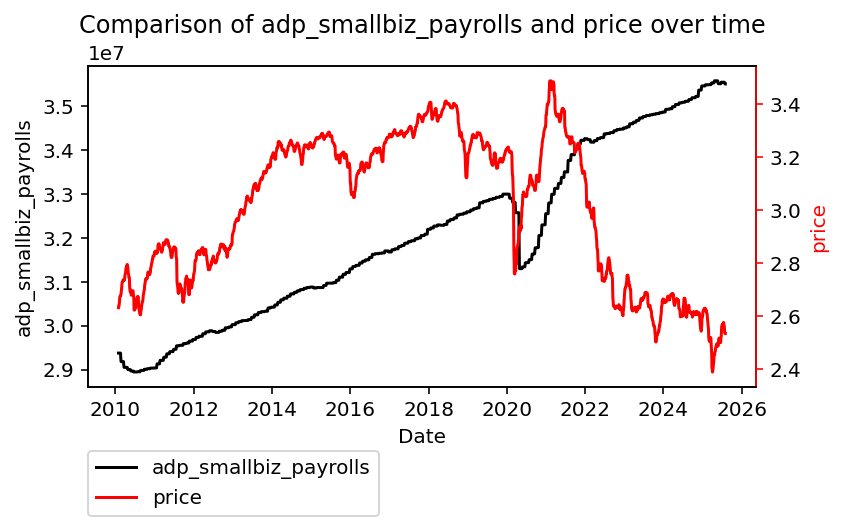 Comparison of adp_smallbiz_payrolls and price over time
1e7
3.5
3.4
3.3
3.2
3.1
3.0
2.9
adp_smallbiz_payrolls
3.4
3.2
3.0
2.8
2.6
2.4
price
2010 2012 2014 2016 2018 2020 2022 2024 2026
Date
adp_smallbiz_payrolls
price